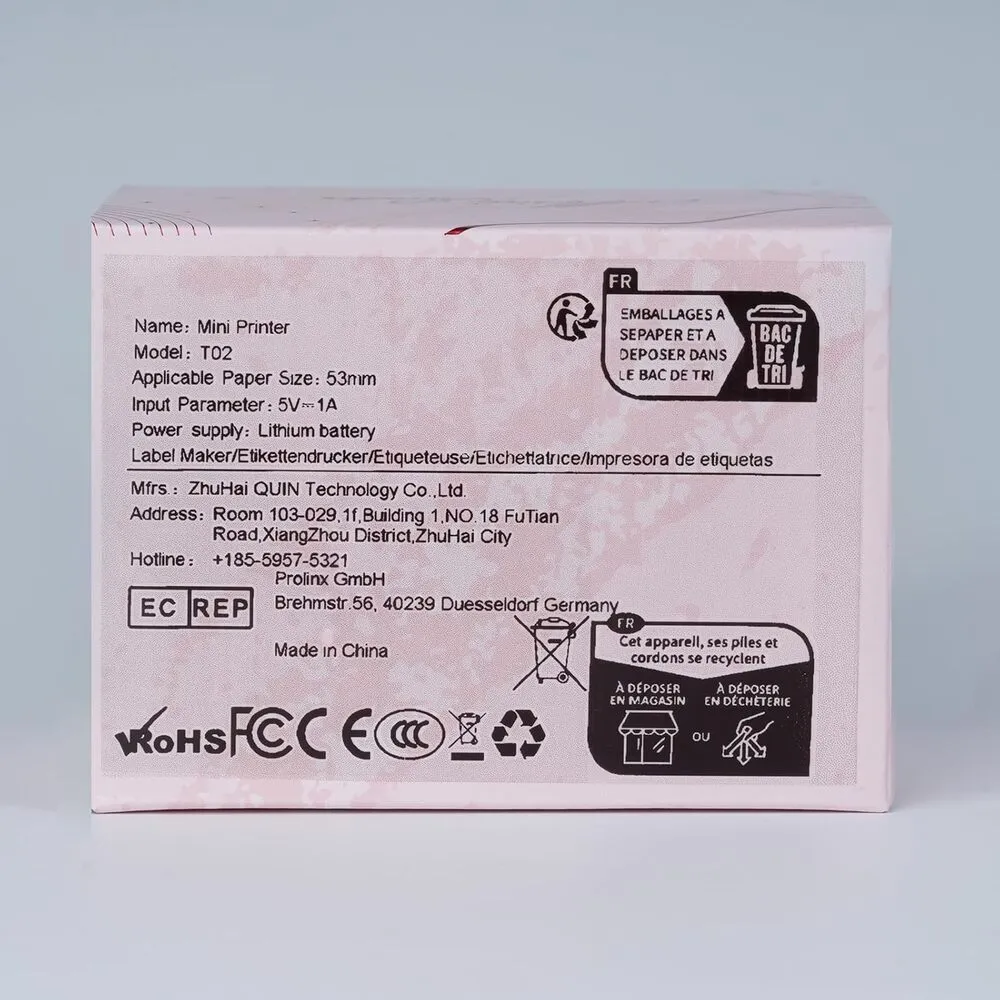 FR
EMBALLAGES A
SEPAPER ET A
DEPOSER DANS
LE BAC DE TRI
BAC
DE
TRI
Name: Mini Printer
Model: T02
Applicable Paper Size: 53mm
Input Parameter: 5V⎓1A
Power supply: Lithium battery
Label Maker/Etikettendrucker/Etiqueteuse/Etichettatrice/Impresora de etiquetas
Mfrs.: ZhuHai QUIN Technology Co.,Ltd.
Address: Room 103-029,1f,Building 1,NO.18 FuTian
Road,XiangZhou District,ZhuHai City
Hotline: +185-5957-5321
EC REP
Prolinx GmbH
Brehmstr.56, 40239 Duesseldorf Germany
Made in China
FR
Cet appareil, ses piles et
cordons se recyclent
À DÉPOSER
EN MAGASIN
OU
À DÉPOSER
EN DÉCHÈTERIE
RoHS FC CE CCC